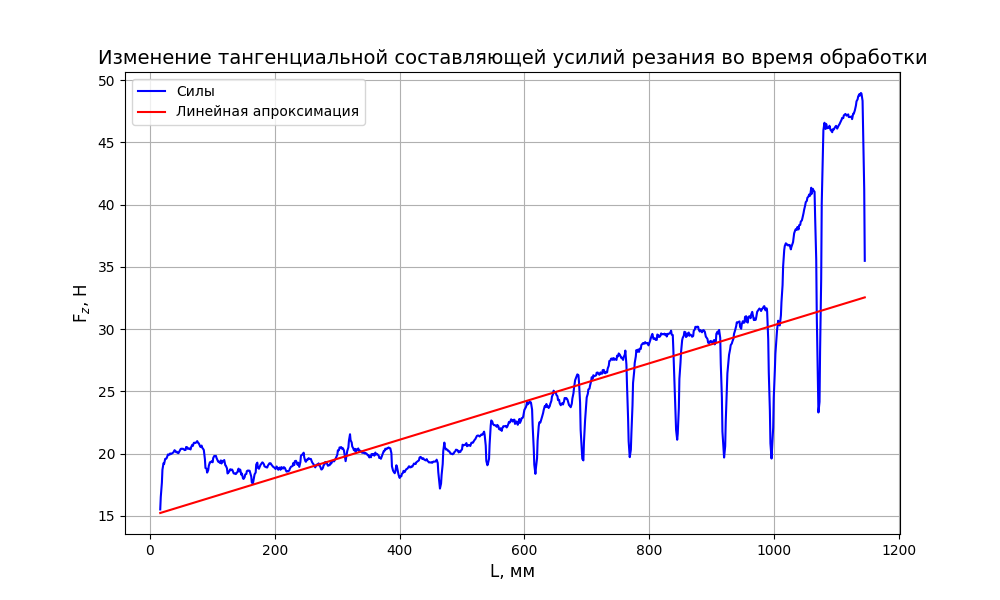 Изменение тангенциальной составляющей усилий резания во время обработки
Силы
Линейная апроксимация
50
45
40
35
30
25
20
15
F_z, Н
0 200 400 600 800 1000 1200
L, мм